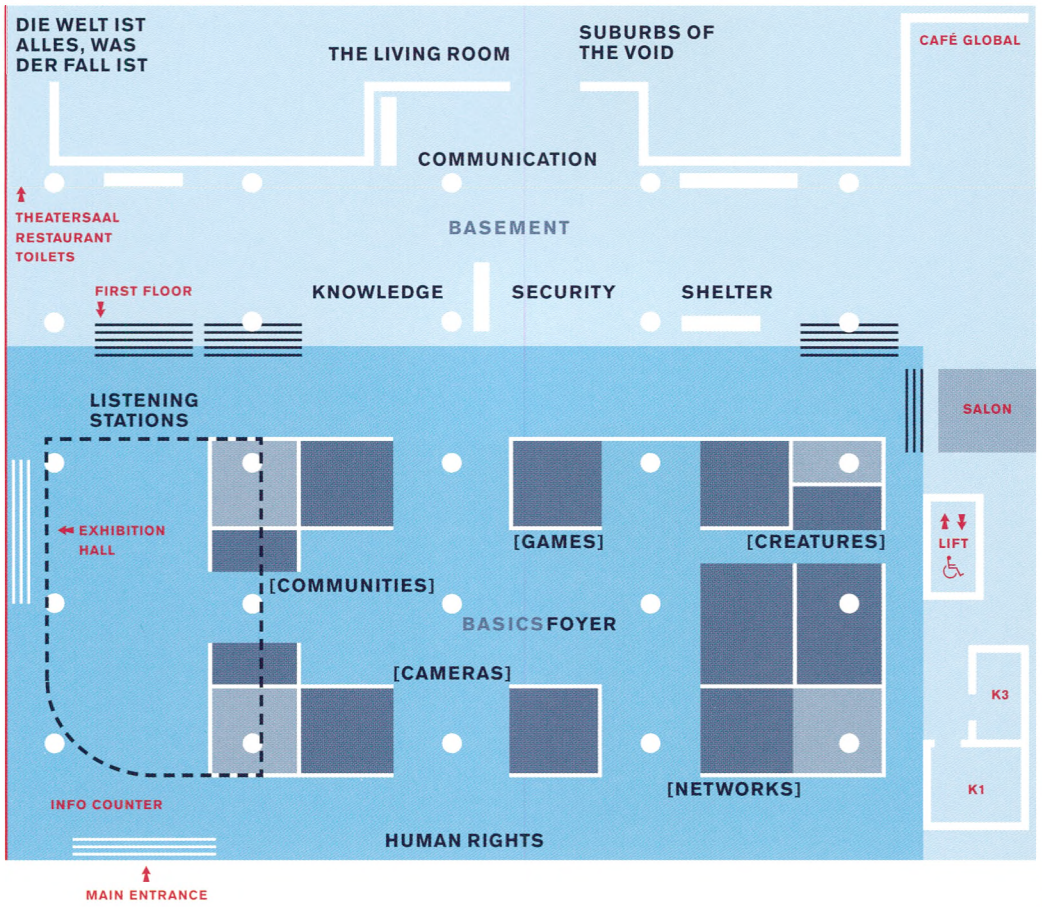 DIE WELT IST
ALLES, WAS
DER FALL IST
THE LIVING ROOM
SUBURBS OF
THE VOID
CAFÉ GLOBAL
COMMUNICATION
THEATERSAAL
RESTAURANT
TOILETS
BASEMENT
FIRST FLOOR
KNOWLEDGE
SECURITY
SHELTER
LISTENING
STATIONS
SALON
EXHIBITION
HALL
[GAMES]
[CREATURES]
LIFT
[COMMUNITIES]
BASICS FOYER
[CAMERAS]
K3
[NETWORKS]
K1
INFO COUNTER
HUMAN RIGHTS
MAIN ENTRANCE